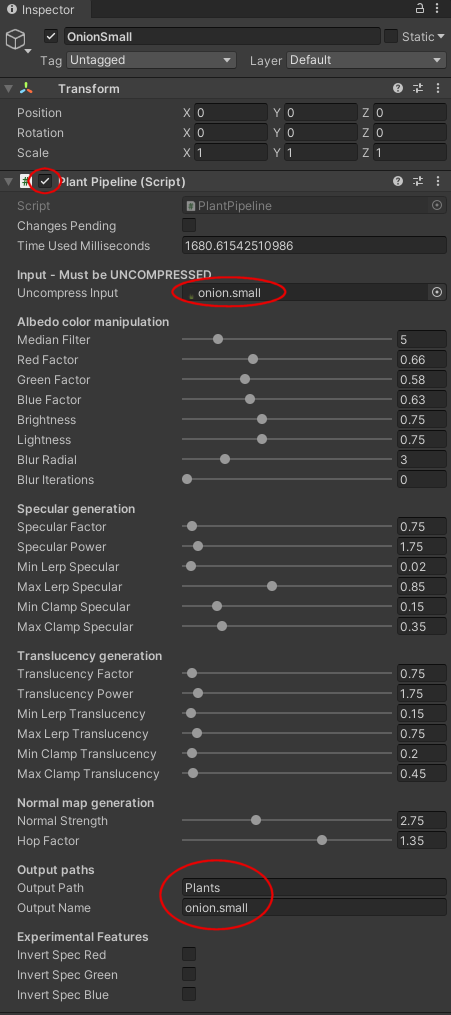 Inspector
OnionSmall Static
Tag Untagged Layer Default
Transform
Position X 0 Y 0 Z 0
Rotation X 0 Y 0 Z 0
Scale X 1 Y 1 Z 1
# Plant Pipeline (Script)
Script # PlantPipeline
Changes Pending
Time Used Milliseconds 1680.61542510986
Input - Must be UNCOMPRESSED
Uncompress Input onion.small
Albedo color manipulation
Median Filter 5
Red Factor 0.66
Green Factor 0.58
Blue Factor 0.63
Brightness 0.75
Lightness 0.75
Blur Radial 3
Blur Iterations 0
Specular generation
Specular Factor 0.75
Specular Power 1.75
Min Lerp Specular 0.02
Max Lerp Specular 0.85
Min Clamp Specular 0.15
Max Clamp Specular 0.35
Translucency generation
Translucency Factor 0.75
Translucency Power 1.75
Min Lerp Translucency 0.15
Max Lerp Translucency 0.75
Min Clamp Translucency 0.2
Max Clamp Translucency 0.45
Normal map generation
Normal Strength 2.75
Hop Factor 1.35
Output paths
Output Path Plants
Output Name onion.small
Experimental Features
Invert Spec Red
Invert Spec Green
Invert Spec Blue